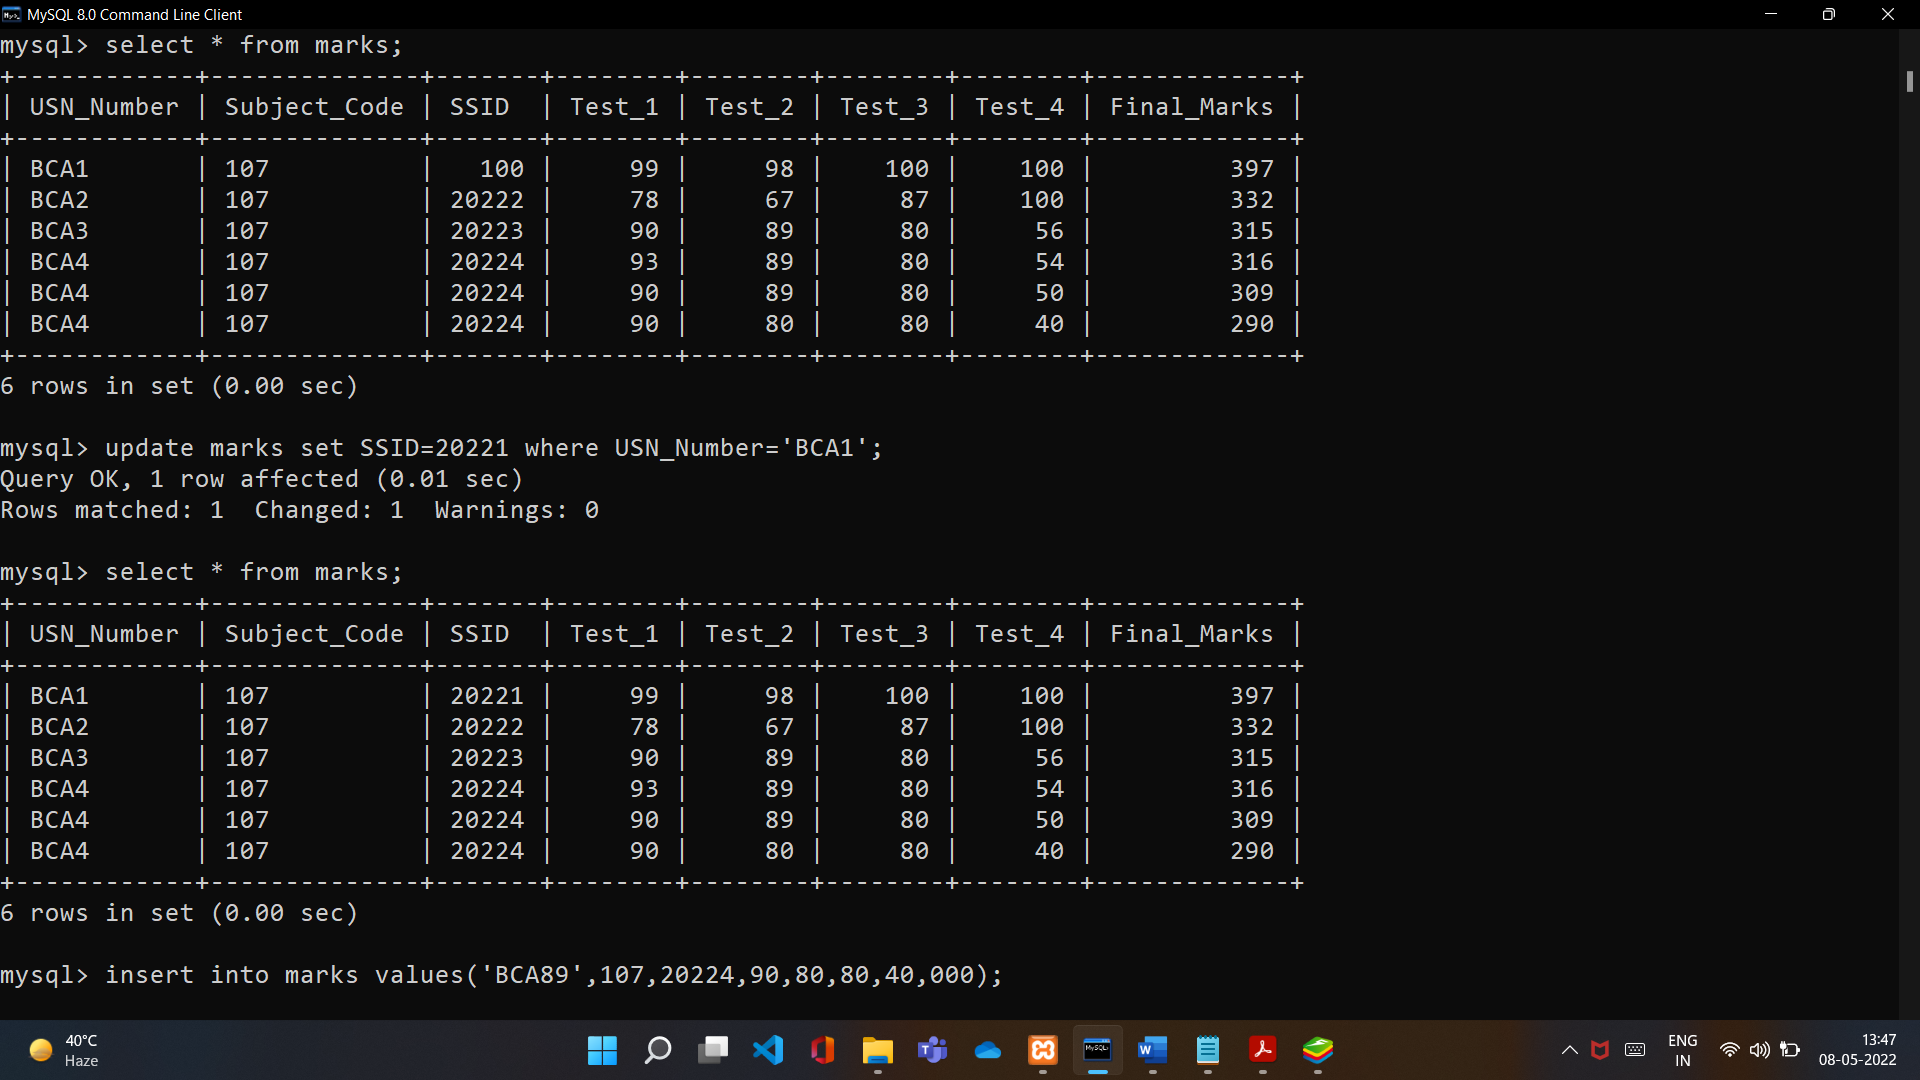 MySQL 8.0 Command Line Client
mysql> select * from marks;
+------------+--------------+-------+--------+--------+--------+--------+-------------+
| USN_Number | Subject_Code | SSID  | Test_1 | Test_2 | Test_3 | Test_4 | Final_Marks |
+------------+--------------+-------+--------+--------+--------+--------+-------------+
| BCA1       | 107          |   100 |     99 |     98 |    100 |    100 |         397 |
| BCA2       | 107          | 20222 |     78 |     67 |     87 |    100 |         332 |
| BCA3       | 107          | 20223 |     90 |     89 |     80 |     56 |         315 |
| BCA4       | 107          | 20224 |     93 |     89 |     80 |     54 |         316 |
| BCA4       | 107          | 20224 |     90 |     89 |     80 |     50 |         309 |
| BCA4       | 107          | 20224 |     90 |     80 |     80 |     40 |         290 |
+------------+--------------+-------+--------+--------+--------+--------+-------------+
6 rows in set (0.00 sec)
mysql> update marks set SSID=20221 where USN_Number='BCA1';
Query OK, 1 row affected (0.01 sec)
Rows matched: 1  Changed: 1  Warnings: 0
mysql> select * from marks;
+------------+--------------+-------+--------+--------+--------+--------+-------------+
| USN_Number | Subject_Code | SSID  | Test_1 | Test_2 | Test_3 | Test_4 | Final_Marks |
+------------+--------------+-------+--------+--------+--------+--------+-------------+
| BCA1       | 107          | 20221 |     99 |     98 |    100 |    100 |         397 |
| BCA2       | 107          | 20222 |     78 |     67 |     87 |    100 |         332 |
| BCA3       | 107          | 20223 |     90 |     89 |     80 |     56 |         315 |
| BCA4       | 107          | 20224 |     93 |     89 |     80 |     54 |         316 |
| BCA4       | 107          | 20224 |     90 |     89 |     80 |     50 |         309 |
| BCA4       | 107          | 20224 |     90 |     80 |     80 |     40 |         290 |
+------------+--------------+-------+--------+--------+--------+--------+-------------+
6 rows in set (0.00 sec)
mysql> insert into marks values('BCA89',107,20224,90,80,80,40,000);
40°C
Haze
ENG
IN
13:47
08-05-2022